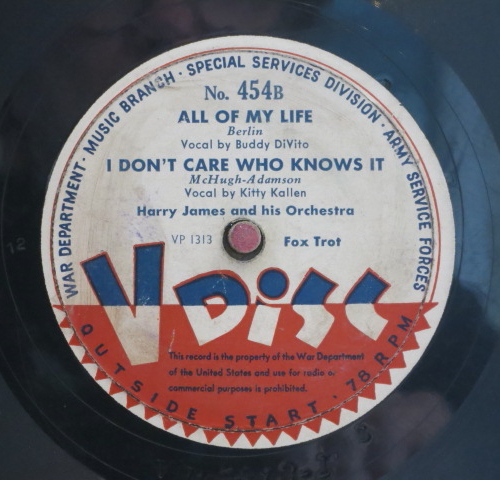 WAR DEPARTMENT · MUSIC BRANCH · SPECIAL SERVICES DIVISION · ARMY SERVICE FORCES
No. 454B
ALL OF MY LIFE
Berlin
Vocal by Buddy DiVito
I DON'T CARE WHO KNOWS IT
McHugh-Adamson
Vocal by Kitty Kallen
Harry James and his Orchestra
VP 1313 Fox Trot
V DiSC
This record is the property of the War Department
of the United States and use for radio or
commercial purposes is prohibited.
OUTSIDE START · 78 RPM
12